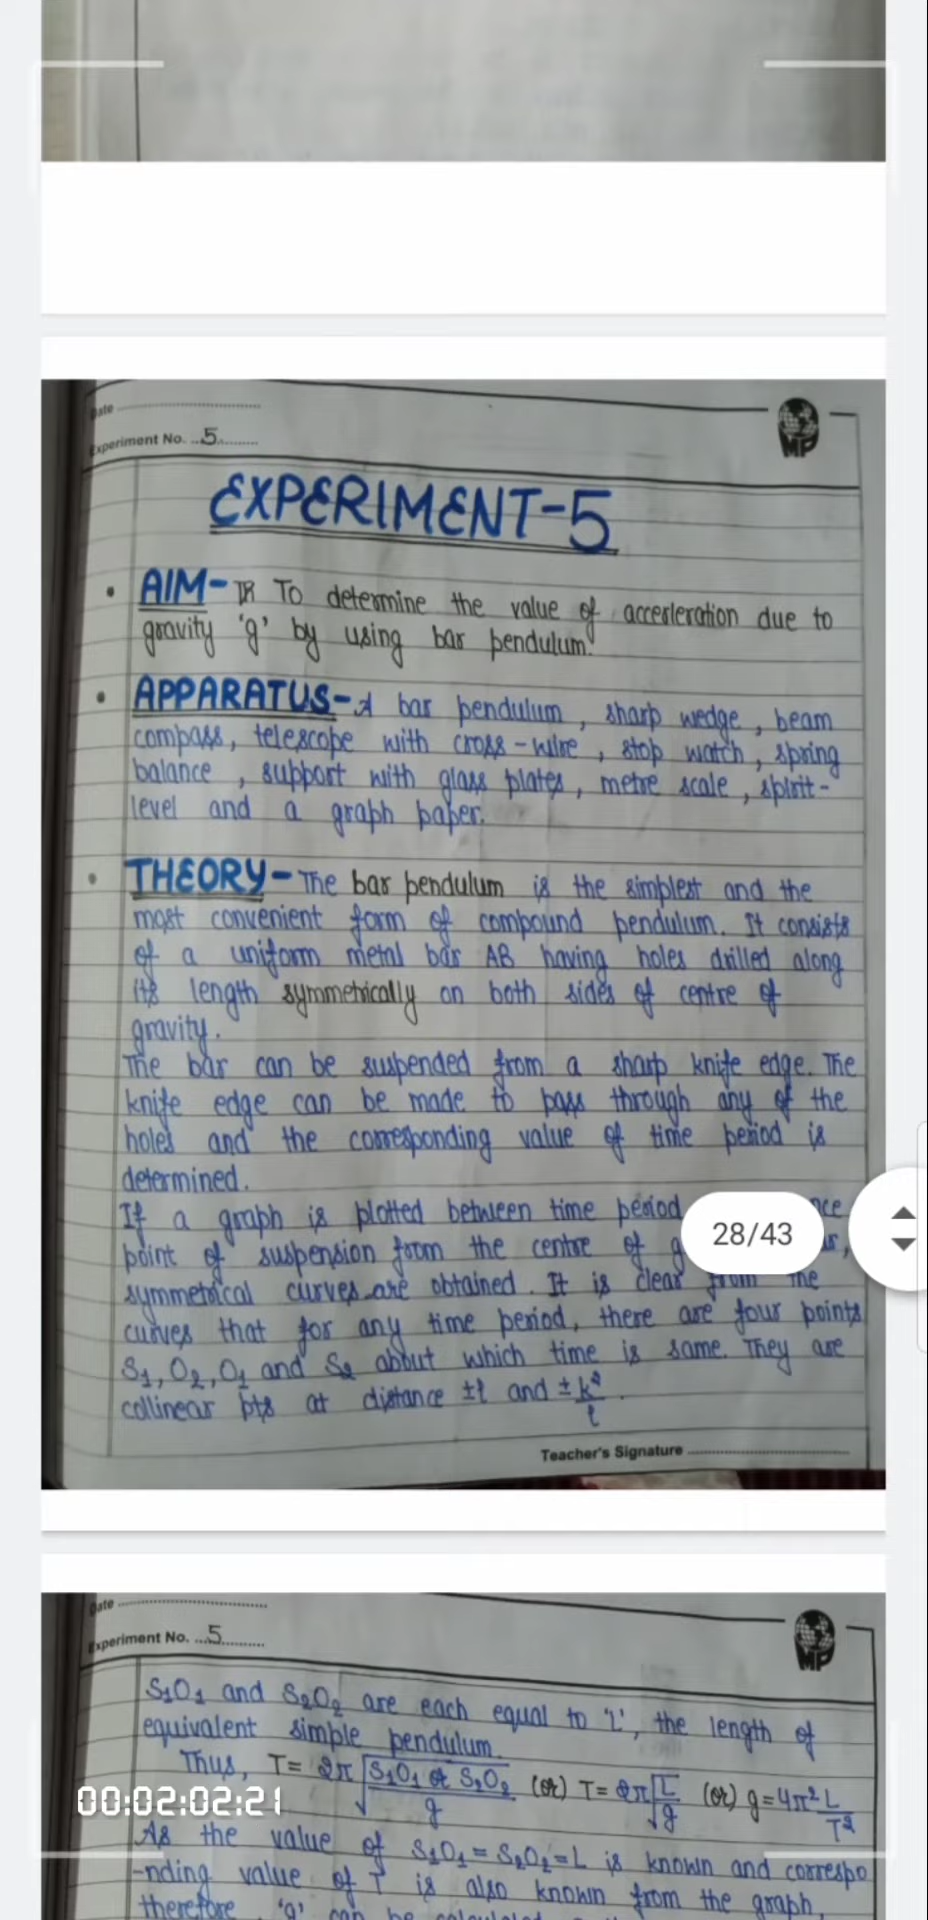 Date
Experiment No. 5
MP
EXPERIMENT-5
• AIM- To determine the value of accerleration due to
gravity 'g' by using bar pendulum.
• APPARATUS- A bar pendulum, sharp wedge, beam
compass, telescope with cross-wire, stop watch, spring
balance, support with glass plates, metre scale, spirit-
level and a graph paper.
• THEORY- The bar pendulum is the simplest and the
most convenient form of compound pendulum. It consists
of a uniform metal bar AB having holes drilled along
its length symmetrically on both sides of centre of
gravity.
The bar can be suspended from a sharp knife edge. The
knife edge can be made to pass through any of the
holes and the corresponding value of time period is
determined.
If a graph is plotted between time period
28/43
point of suspension from the centre of
symmetrical curves are obtained. It is clear from the
curves that for any time period, there are four points
S₁, O₂, O₁ and S₂ about which time is same. They are
collinear pts at distance ±l and ± k²/l.
Teacher's Signature
Date
Experiment No. 5
MP
S₁O₁ and S₂O₂ are each equal to 'L', the length of
equivalent simple pendulum.
Thus, T = 2π√(S₁O₁ or S₂O₂/g) (or) T = 2π√(L/g) (or) g = 4π² L/T²
00:02:02:21
As the value of S₁O₁ = S₂O₂ = L is known and correspo
-nding value of T is also known from the graph,
therefore 'g' can be